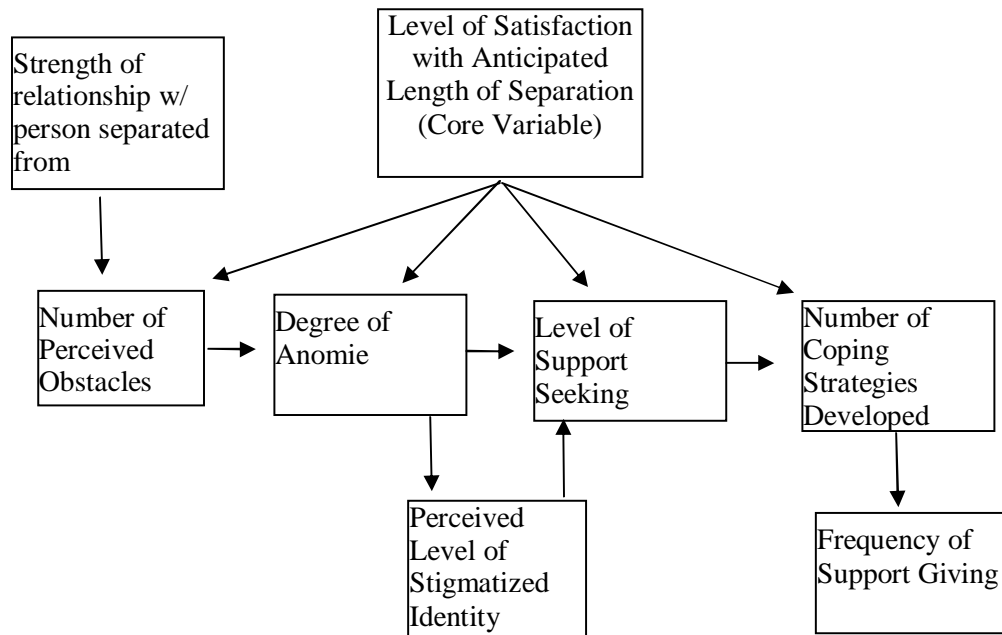 Strength of
relationship w/
person separated
from
Level of Satisfaction
with Anticipated
Length of Separation
(Core Variable)
Number of
Perceived
Obstacles
Degree of
Anomie
Level of
Support
Seeking
Number of
Coping
Strategies
Developed
Perceived
Level of
Stigmatized
Identity
Frequency of
Support Giving